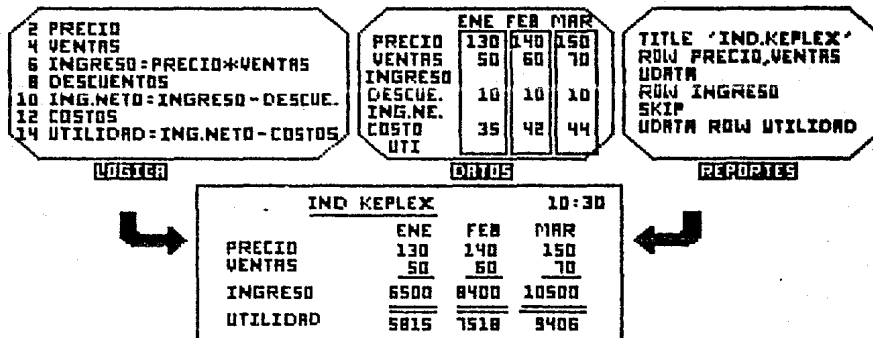 2 PRECIO
4 VENTAS
6 INGRESO=PRECIO*VENTAS
8 DESCUENTOS
10 ING.NETO=INGRESO-DESCUE.
12 COSTOS
14 UTILIDAD=ING.NETO-COSTOS.
LOGICA
ENE FEB MAR
PRECIO 130 140 150
VENTAS 50 60 70
INGRESO
DESCUE. 10 10 10
ING.NE.
COSTO 35 42 44
UTI
DATOS
TITLE 'IND.KEPLEX'
ROW PRECIO,VENTAS
UDATA
ROW INGRESO
SKIP
UDATA ROW UTILIDAD
REPORTES
IND KEPLEX 10:30
ENE FEB MAR
PRECIO 130 140 150
VENTAS 50 60 70
INGRESO 6500 8400 10500
UTILIDAD 5815 7518 9406